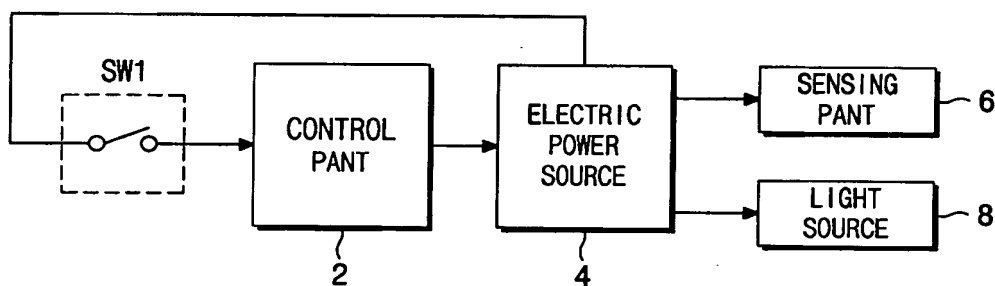 SW1
CONTROL
PANT
2
ELECTRIC
POWER
SOURCE
4
SENSING
PANT
6
LIGHT
SOURCE
8